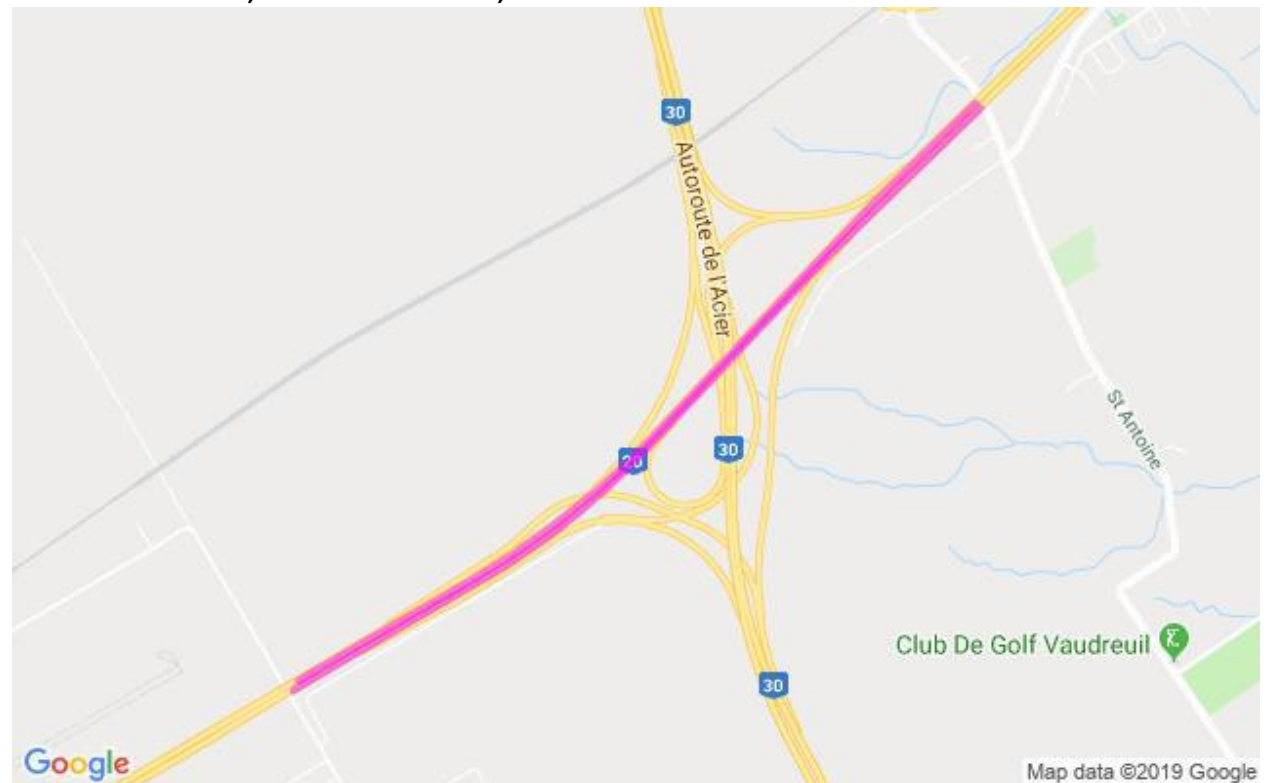 30
Autoroute de l'Acier
St Antoine
20
30
Club De Golf Vaudreuil
30
Google
Map data ©2019 Google